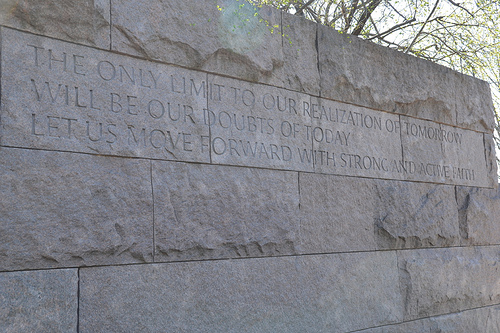 THE ONLY LIMIT TO OUR REALIZATION OF TOMORROW
WILL BE OUR DOUBTS OF TODAY
LET US MOVE FORWARD WITH STRONG AND ACTIVE FAITH